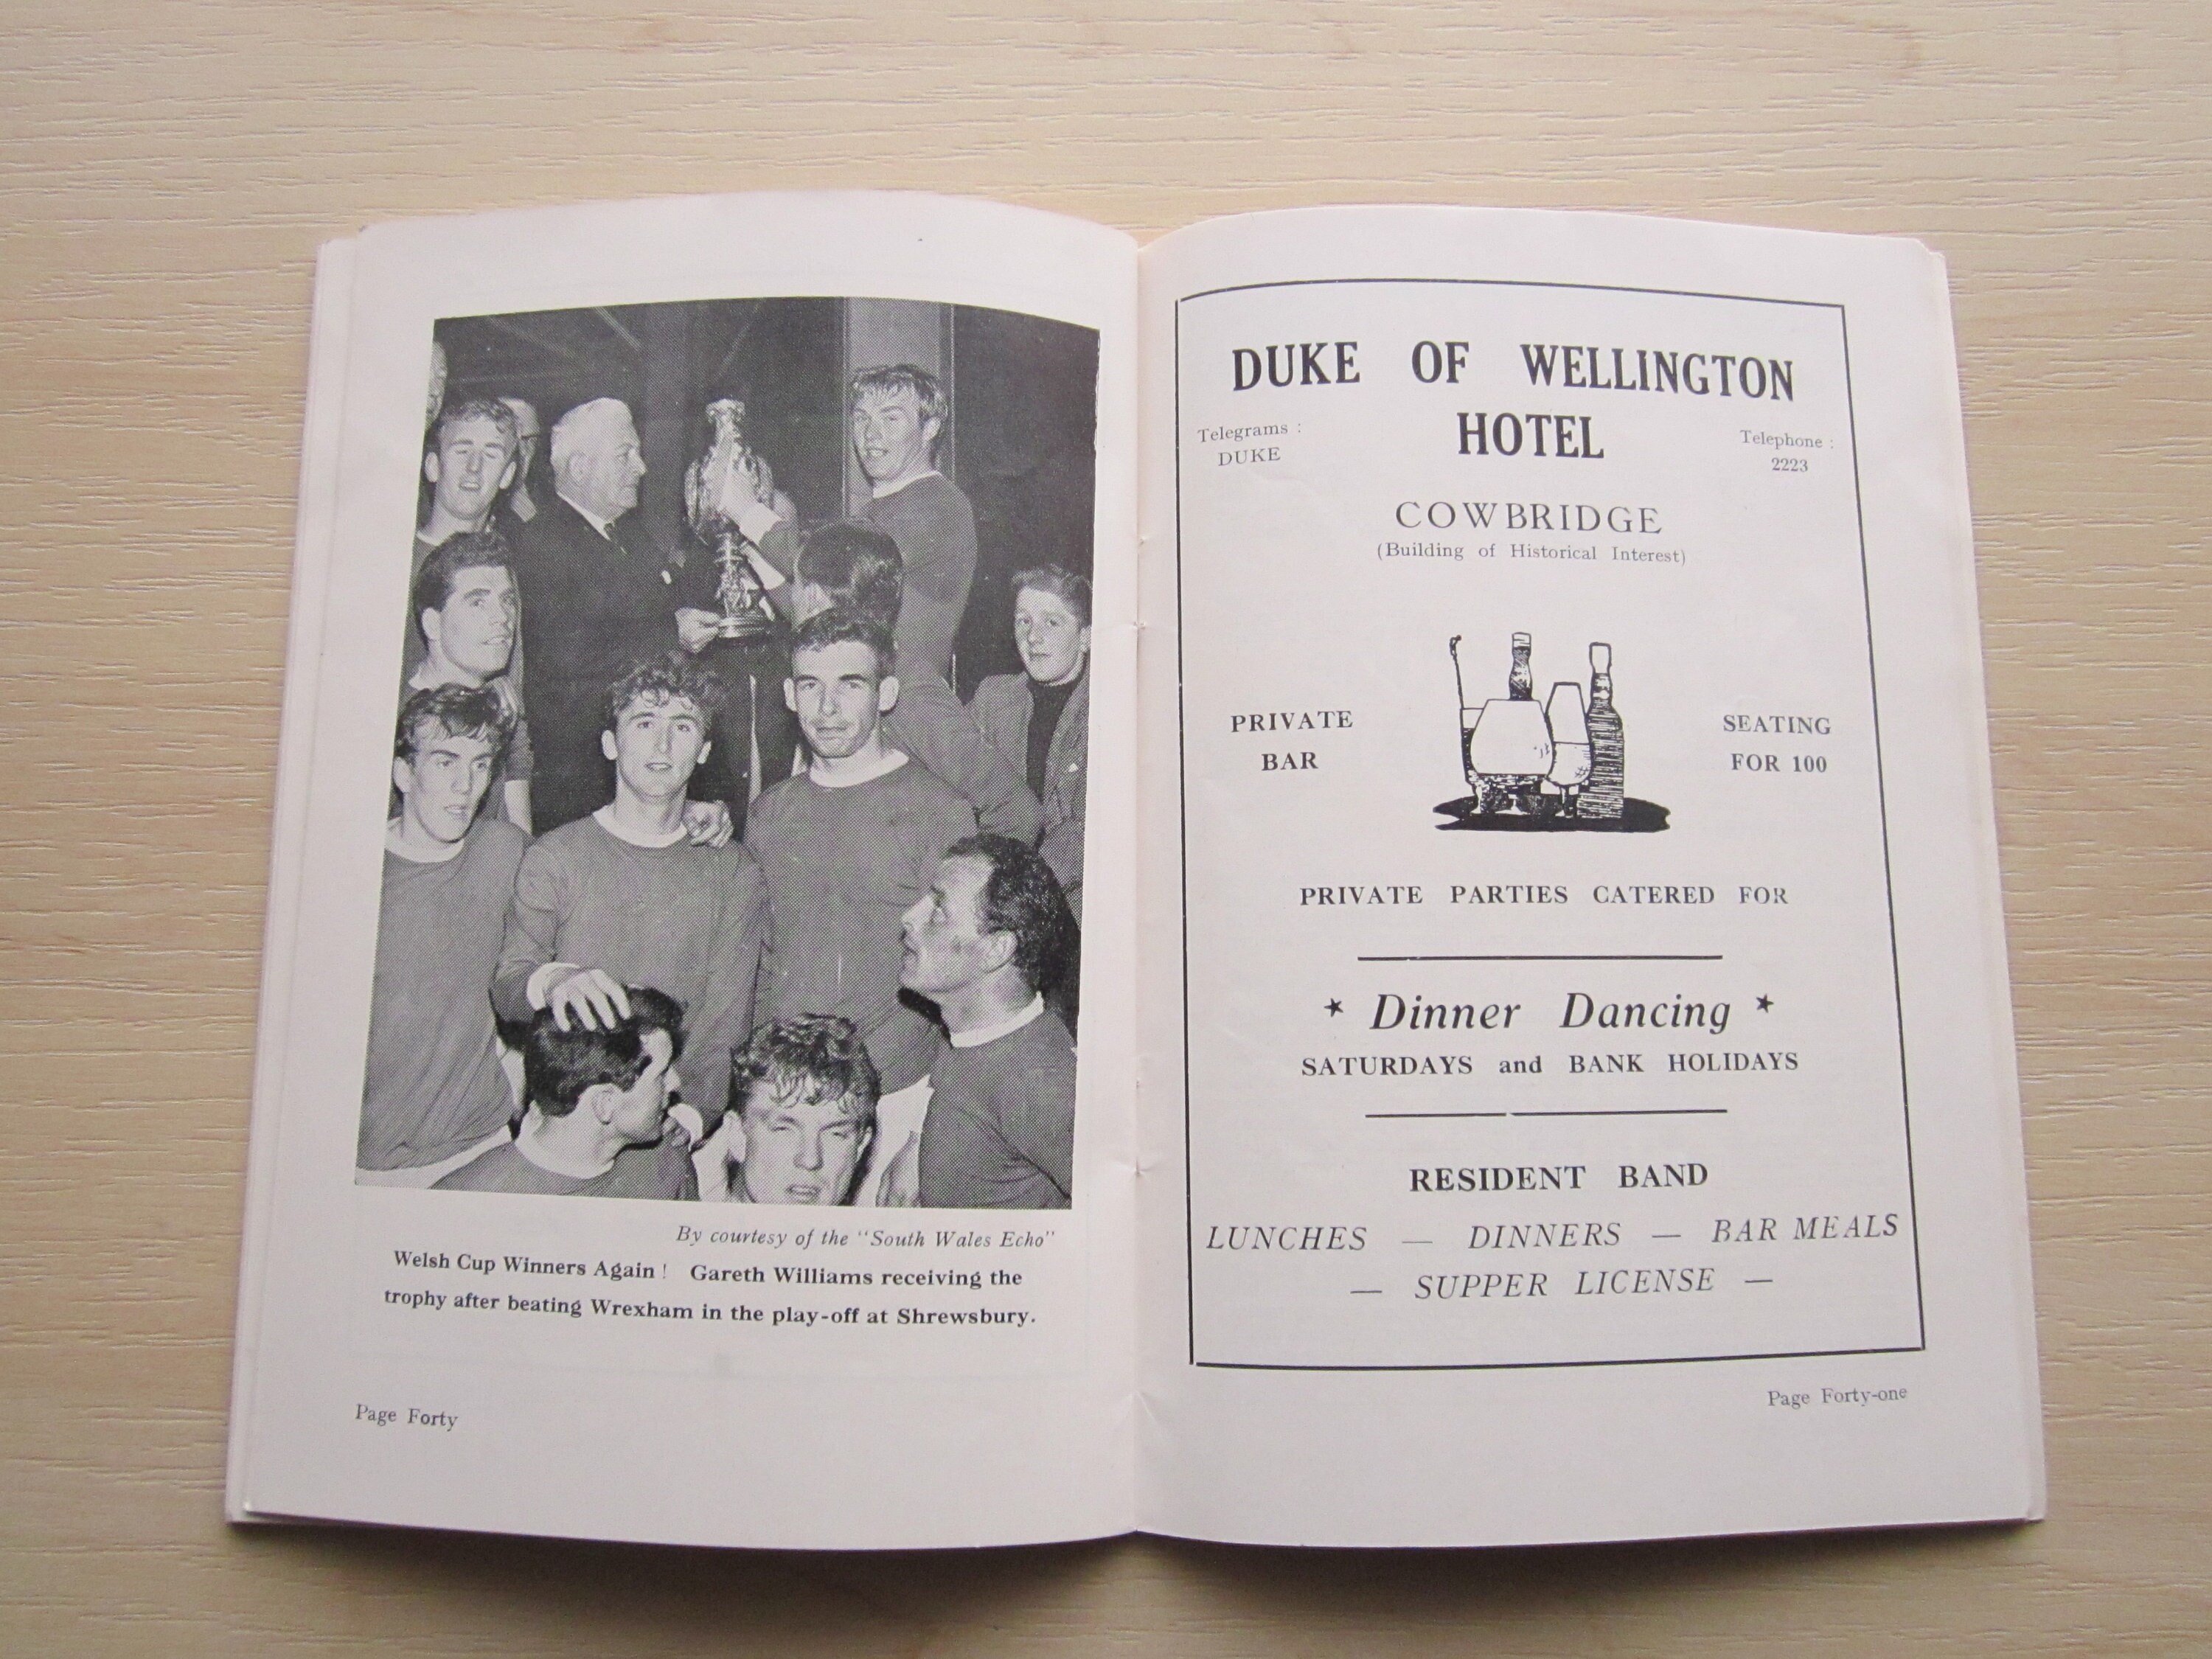 By courtesy of the "South Wales Echo"
Welsh Cup Winners Again! Gareth Williams receiving the
trophy after beating Wrexham in the play-off at Shrewsbury.
Page Forty
DUKE OF WELLINGTON
HOTEL
Telegrams :
DUKE
Telephone :
2223
COWBRIDGE
(Building of Historical Interest)
PRIVATE
BAR
SEATING
FOR 100
PRIVATE PARTIES CATERED FOR
* Dinner Dancing *
SATURDAYS and BANK HOLIDAYS
RESIDENT BAND
LUNCHES — DINNERS — BAR MEALS
— SUPPER LICENSE —
Page Forty-one